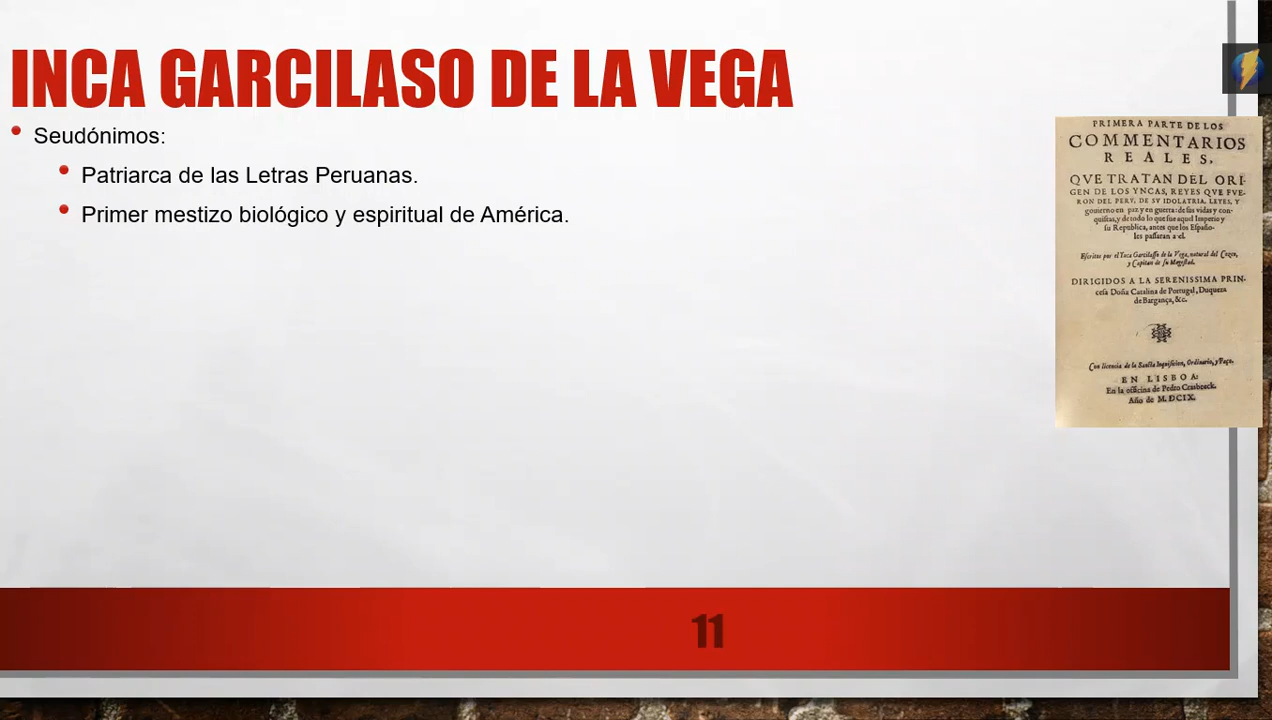 INCA GARCILASO DE LA VEGA
Seudónimos:
Patriarca de las Letras Peruanas.
Primer mestizo biológico y espiritual de América.
PRIMERA PARTE DE LOS
COMMENTARIOS
REALES,
QVE TRATAN DEL ORI-
GEN DE LOS YNCAS, REYES QVE FVE-
RON DEL PERV, DE SV IDOLATRIA, LEYES, Y
gouierno en paz y en guerra: de sus vidas y con-
quistas, y de todo lo que fue aquel Imperio y
su Republica, antes que los Españo-
les passaran a el.
Escritos por el Ynca Garcilasso de la Vega, natural del Cozco,
y Capitan de su Magestad.
DIRIGIDOS A LA SERENISSIMA PRIN-
cesa Doña Catalina de Portugal, Duqueza
de Bargança, &c.
Con licencia de la Sancta Inquisicion, Ordinario, y Paço.
EN LISBOA:
En la officina de Pedro Crasbeeck.
Año de M.DCIX.
11